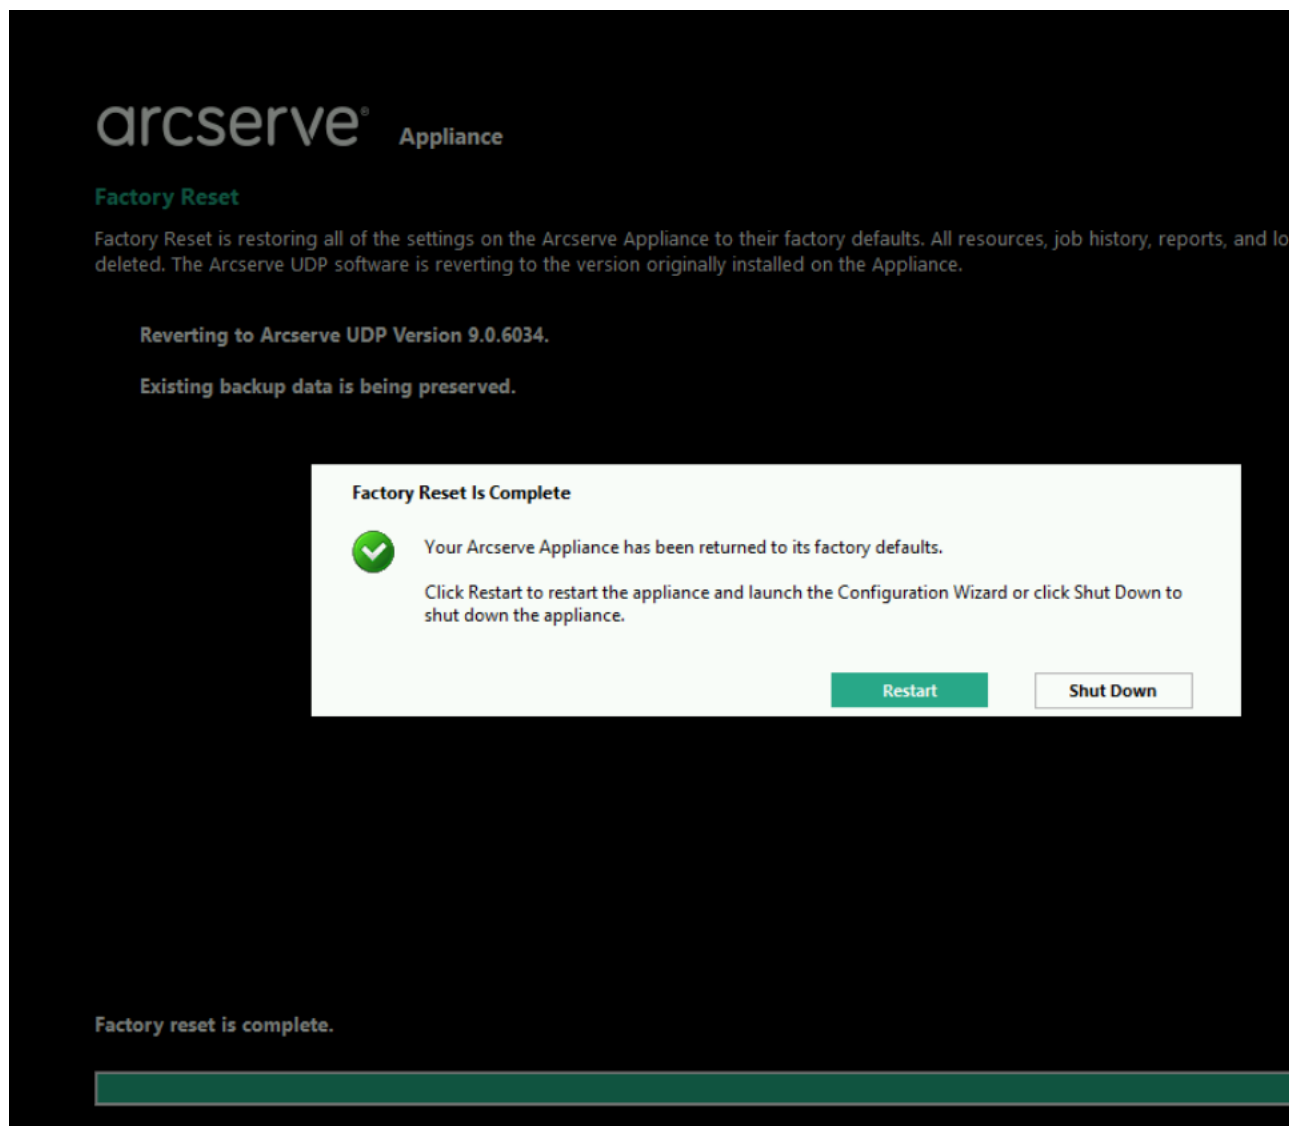 arcserve® Appliance
Factory Reset
Factory Reset is restoring all of the settings on the Arcserve Appliance to their factory defaults. All resources, job history, reports, and lo
deleted. The Arcserve UDP software is reverting to the version originally installed on the Appliance.
Reverting to Arcserve UDP Version 9.0.6034.
Existing backup data is being preserved.
Factory Reset Is Complete
Your Arcserve Appliance has been returned to its factory defaults.
Click Restart to restart the appliance and launch the Configuration Wizard or click Shut Down to
shut down the appliance.
Restart Shut Down
Factory reset is complete.